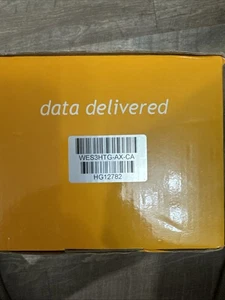 data delivered
WES3HTG-AX-CA
HG12782